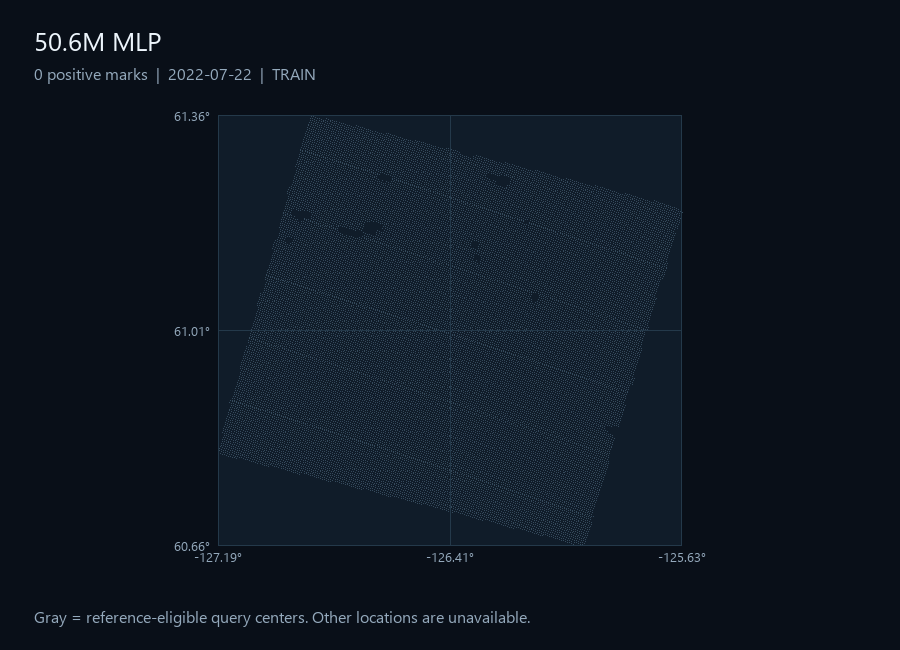 50.6M MLP
0 positive marks | 2022-07-22 | TRAIN
61.36°
61.01°
60.66°
-127.19° -126.41° -125.63°
Gray = reference-eligible query centers. Other locations are unavailable.